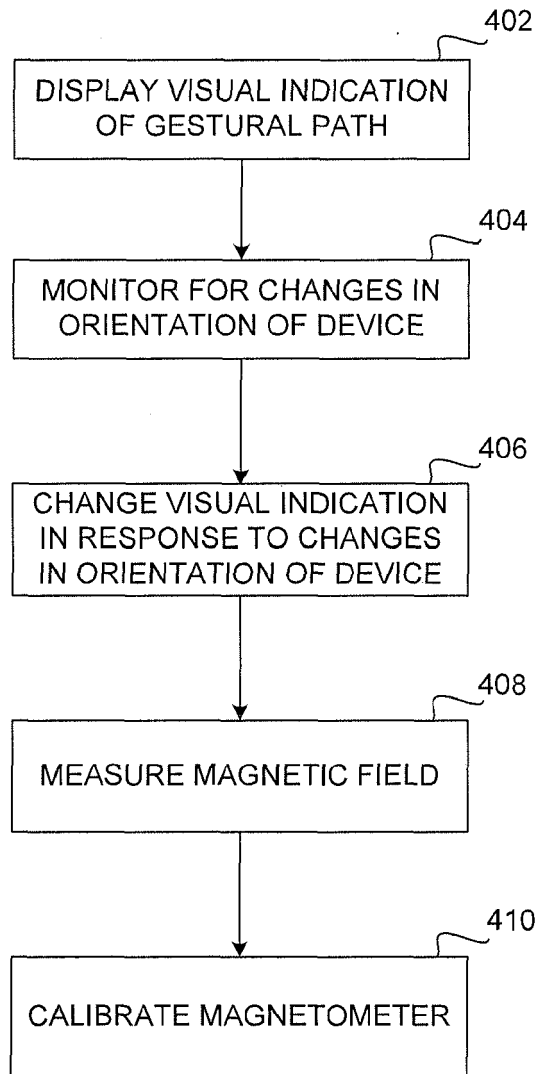 402
DISPLAY VISUAL INDICATION
OF GESTURAL PATH
404
MONITOR FOR CHANGES IN
ORIENTATION OF DEVICE
406
CHANGE VISUAL INDICATION
IN RESPONSE TO CHANGES
IN ORIENTATION OF DEVICE
408
MEASURE MAGNETIC FIELD
410
CALIBRATE MAGNETOMETER